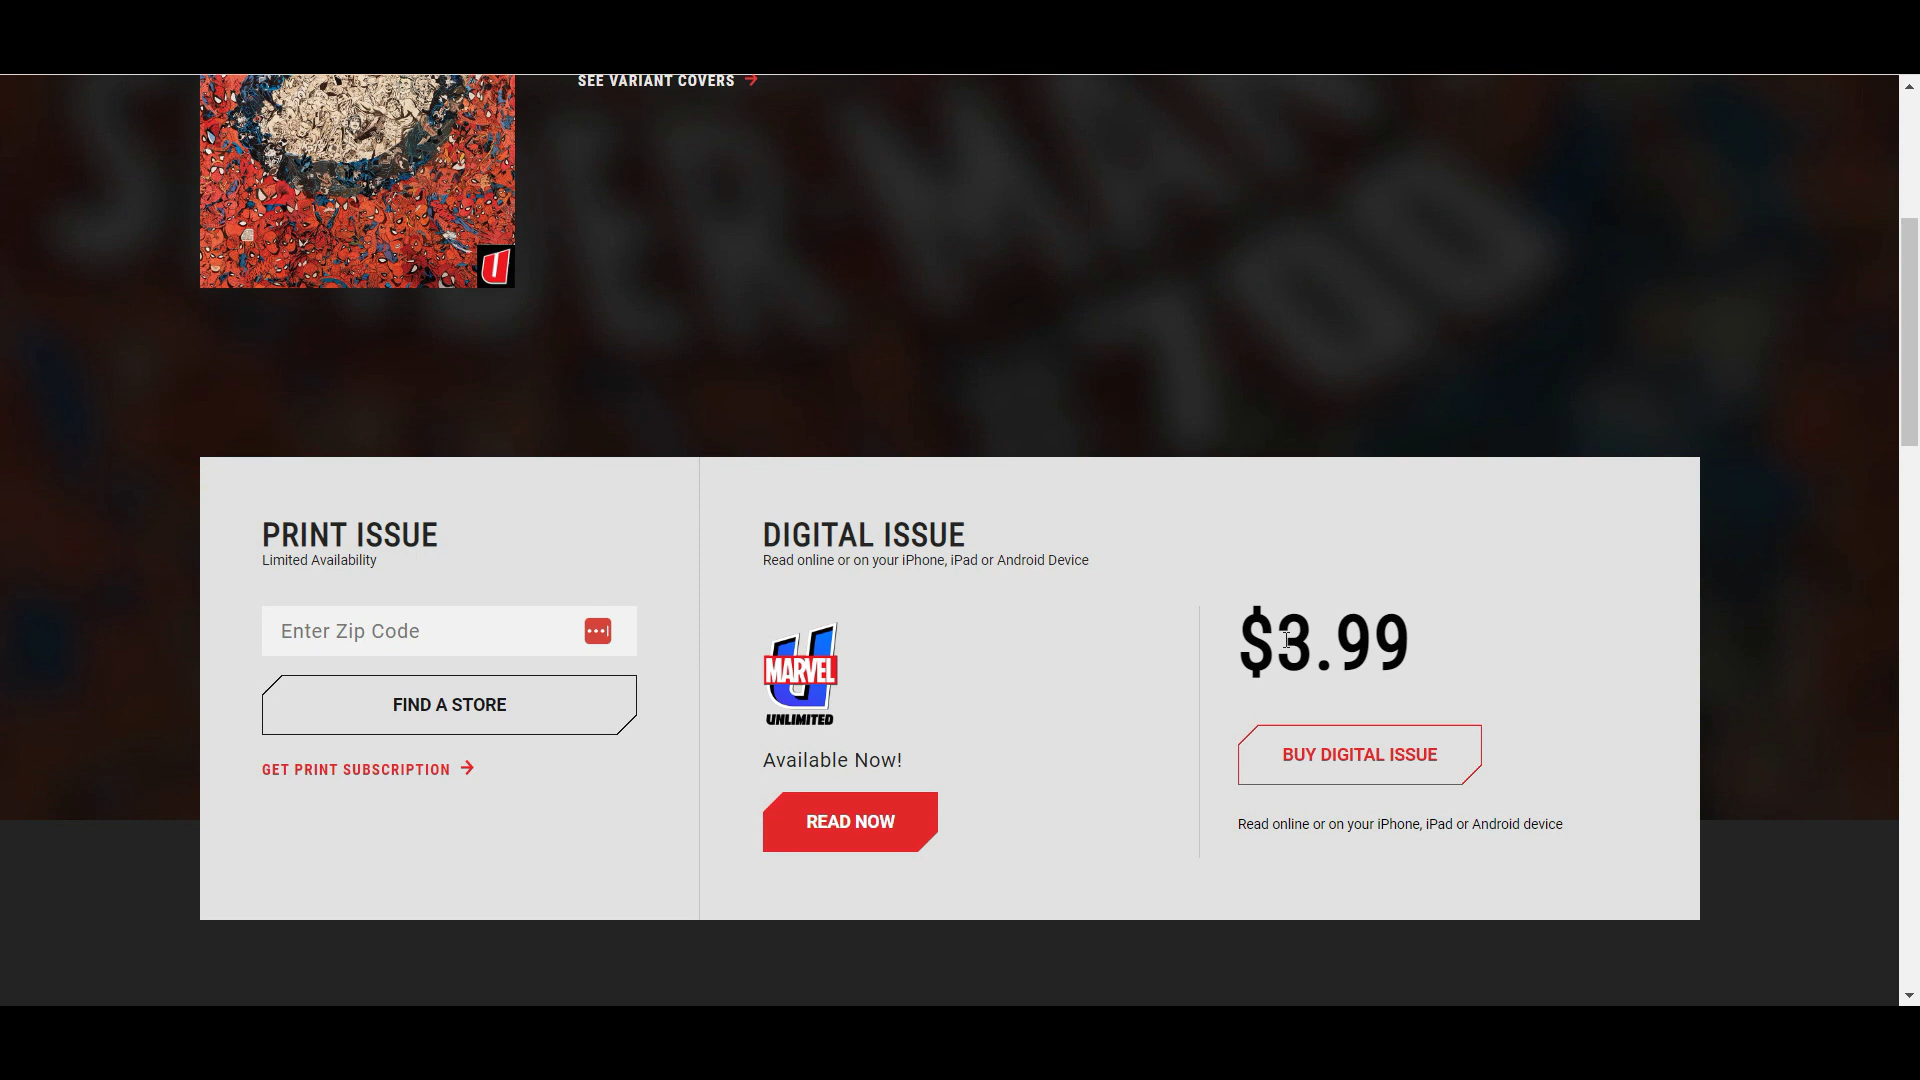 SEE VARIANT COVERS
PRINT ISSUE
Limited Availability
Enter Zip Code
FIND A STORE
GET PRINT SUBSCRIPTION
DIGITAL ISSUE
Read online or on your iPhone, iPad or Android Device
MARVEL
UNLIMITED
Available Now!
READ NOW
$3.99
BUY DIGITAL ISSUE
Read online or on your iPhone, iPad or Android device